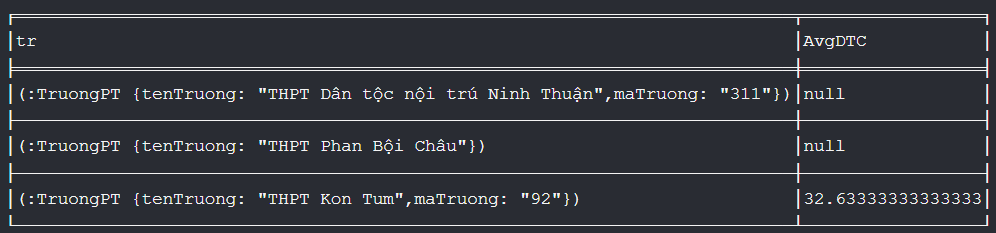 tr AvgDTC
(:TruongPT {tenTruong: "THPT Dân tộc nội trú Ninh Thuận",maTruong: "311"}) null
(:TruongPT {tenTruong: "THPT Phan Bội Châu"}) null
(:TruongPT {tenTruong: "THPT Kon Tum",maTruong: "92"}) 32.63333333333333